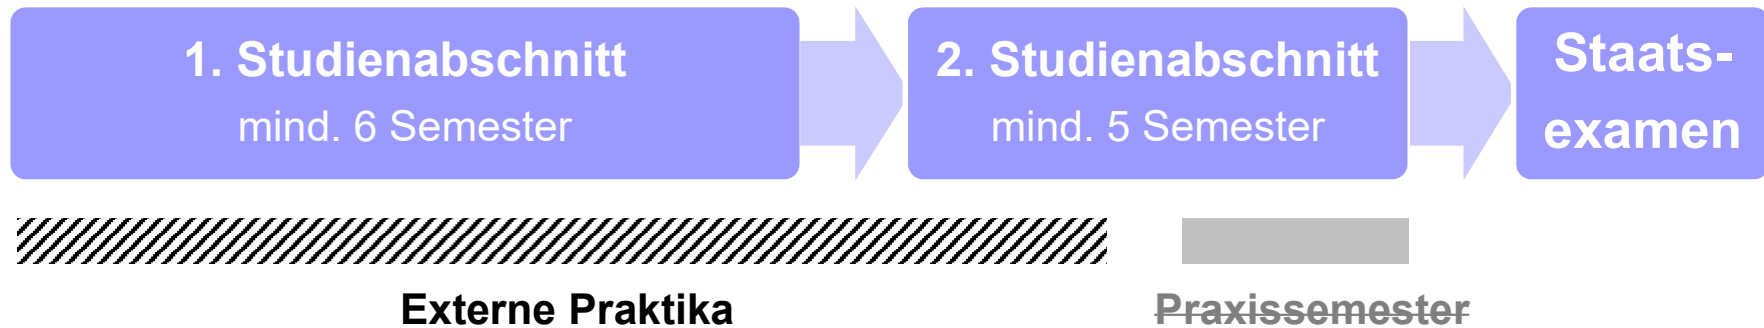 1. Studienabschnitt
mind. 6 Semester
2. Studienabschnitt
mind. 5 Semester
Staats-
examen
Externe Praktika
Praxissemester